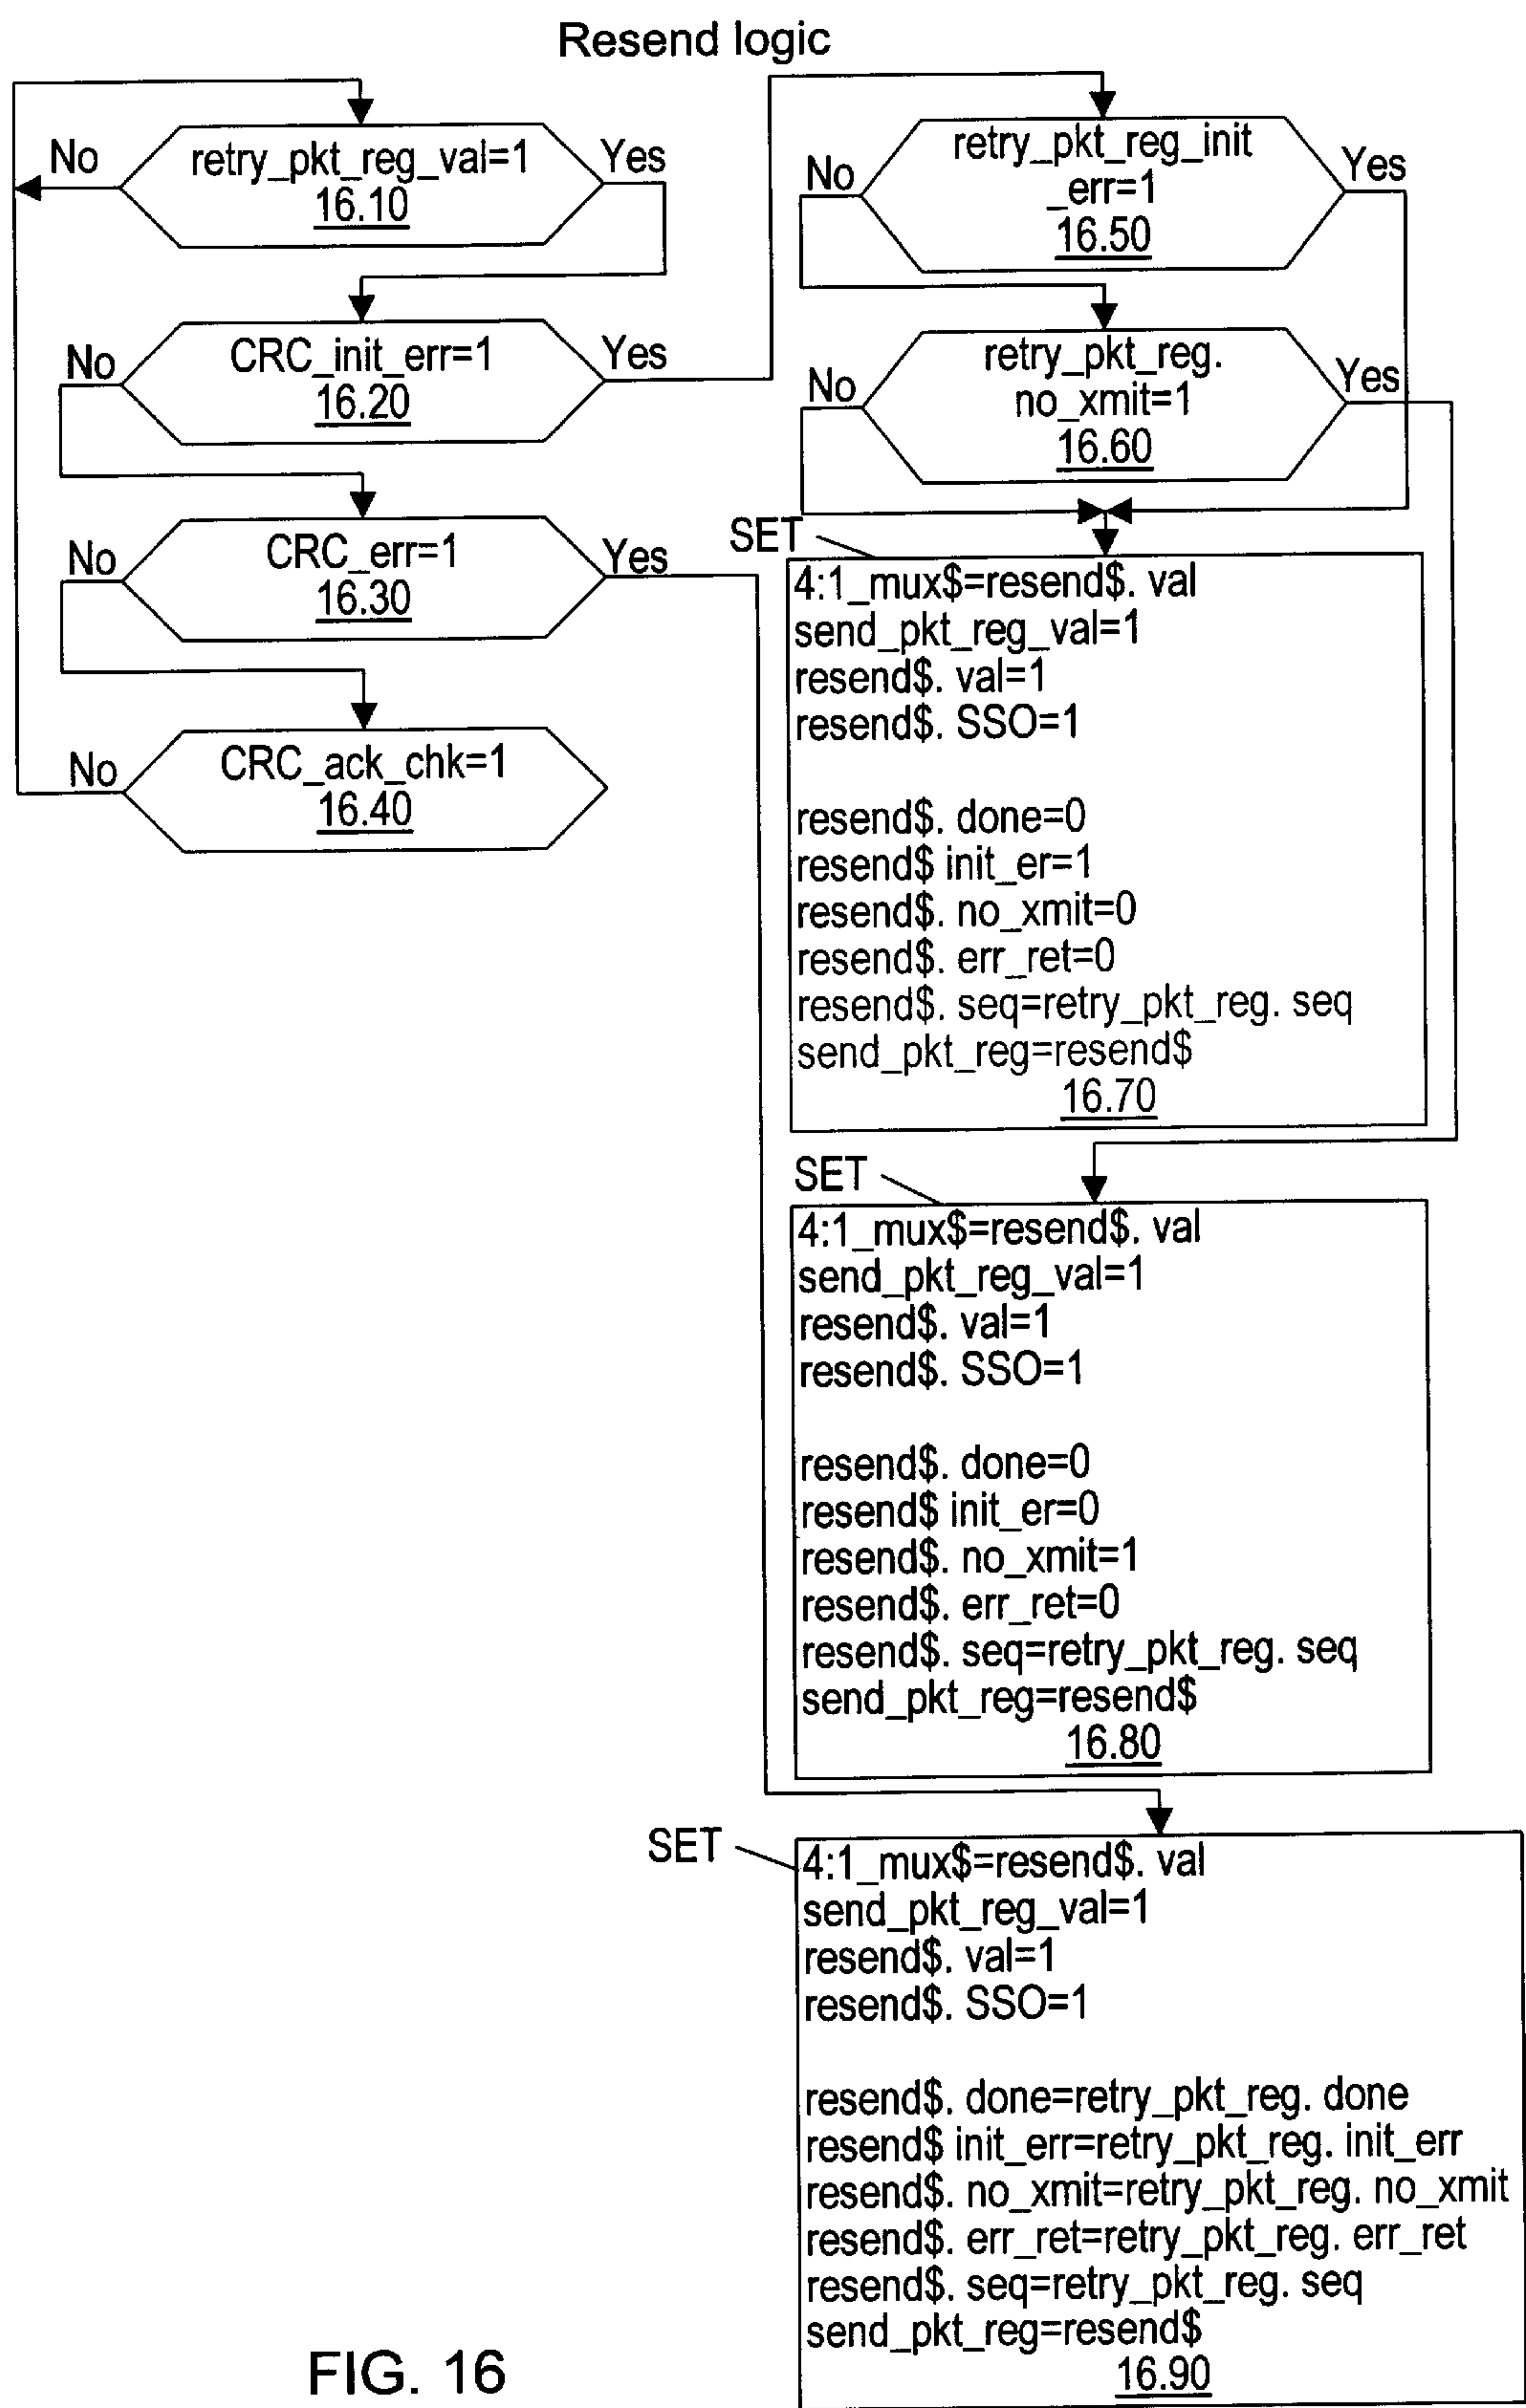 Resend logic
No
retry_pkt_reg_val=1
Yes
16.10
No
CRC_init_err=1
Yes
16.20
No
CRC_err=1
Yes
16.30
No
CRC_ack_chk=1
16.40
No
retry_pkt_reg_init
Yes
_err=1
16.50
No
retry_pkt_reg.
Yes
no_xmit=1
16.60
SET
4:1_mux$=resend$. val
send_pkt_reg_val=1
resend$. val=1
resend$. SSO=1
resend$. done=0
resend$ init_er=1
resend$. no_xmit=0
resend$. err_ret=0
resend$. seq=retry_pkt_reg. seq
send_pkt_reg=resend$
16.70
SET
4:1_mux$=resend$. val
send_pkt_reg_val=1
resend$. val=1
resend$. SSO=1
resend$. done=0
resend$ init_er=0
resend$. no_xmit=1
resend$. err_ret=0
resend$. seq=retry_pkt_reg. seq
send_pkt_reg=resend$
16.80
SET
4:1_mux$=resend$. val
send_pkt_reg_val=1
resend$. val=1
resend$. SSO=1
resend$. done=retry_pkt_reg. done
resend$ init_err=retry_pkt_reg. init_err
resend$. no_xmit=retry_pkt_reg. no_xmit
resend$. err_ret=retry_pkt_reg. err_ret
resend$. seq=retry_pkt_reg. seq
send_pkt_reg=resend$
16.90
FIG. 16